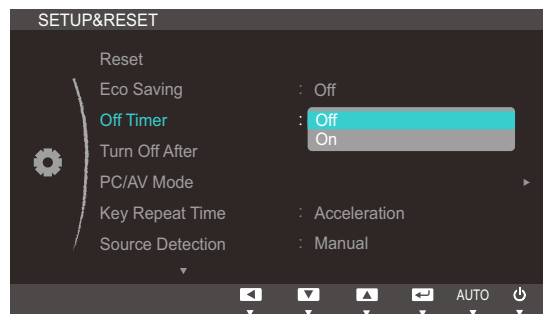 SETUP&RESET
Reset
Eco Saving : Off
Off Timer : Off
On
Turn Off After
PC/AV Mode
Key Repeat Time : Acceleration
Source Detection : Manual
AUTO